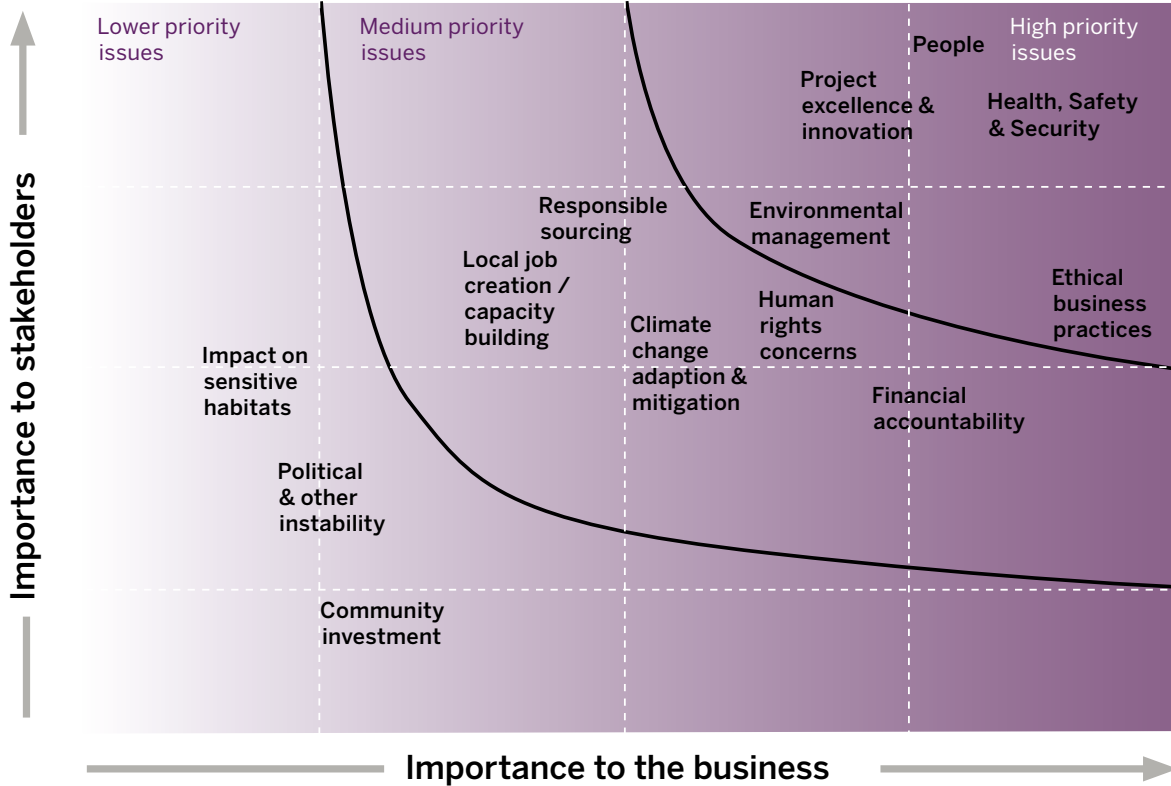 Lower priority
issues
Medium priority
issues
High priority
issues
People
Project
excellence &
innovation
Health, Safety
& Security
Responsible
sourcing
Environmental
management
Local job
creation /
capacity
building
Ethical
business
practices
Human
rights
concerns
Climate
change
adaption &
mitigation
Impact on
sensitive
habitats
Financial
accountability
Political
& other
instability
Community
investment
Importance to stakeholders
Importance to the business